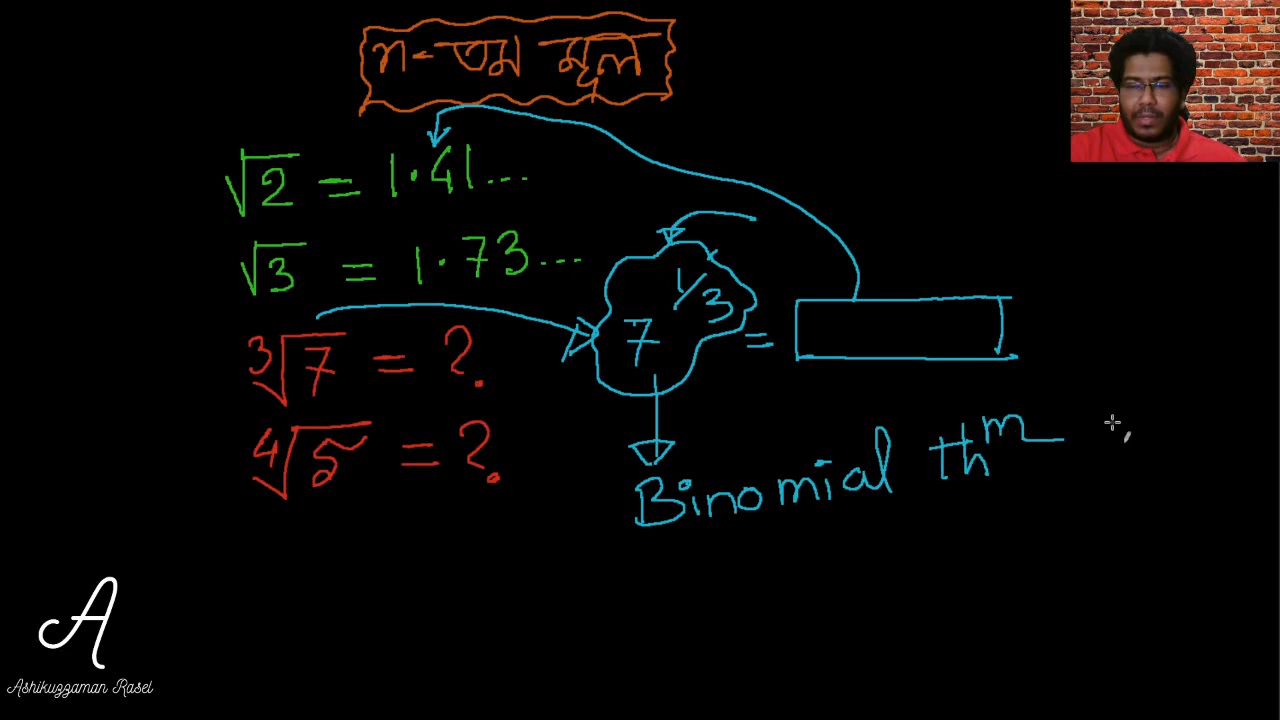 n-তম মূল
√2 = 1.41...
√3 = 1.73...
7^1/3 =
∛7 = ?
∜5 = ?
Binomial thm
A
Ashikuzzaman Rasel